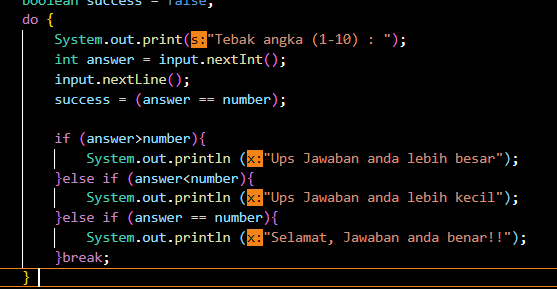 boolean success = false;
do {
System.out.print(s:"Tebak angka (1-10) : ");
int answer = input.nextInt();
input.nextLine();
success = (answer == number);
if (answer>number){
System.out.println (x:"Ups Jawaban anda lebih besar");
}else if (answer<number){
System.out.println (x:"Ups Jawaban anda lebih kecil");
}else if (answer == number){
System.out.println (x:"Selamat, Jawaban anda benar!!");
}break;
}